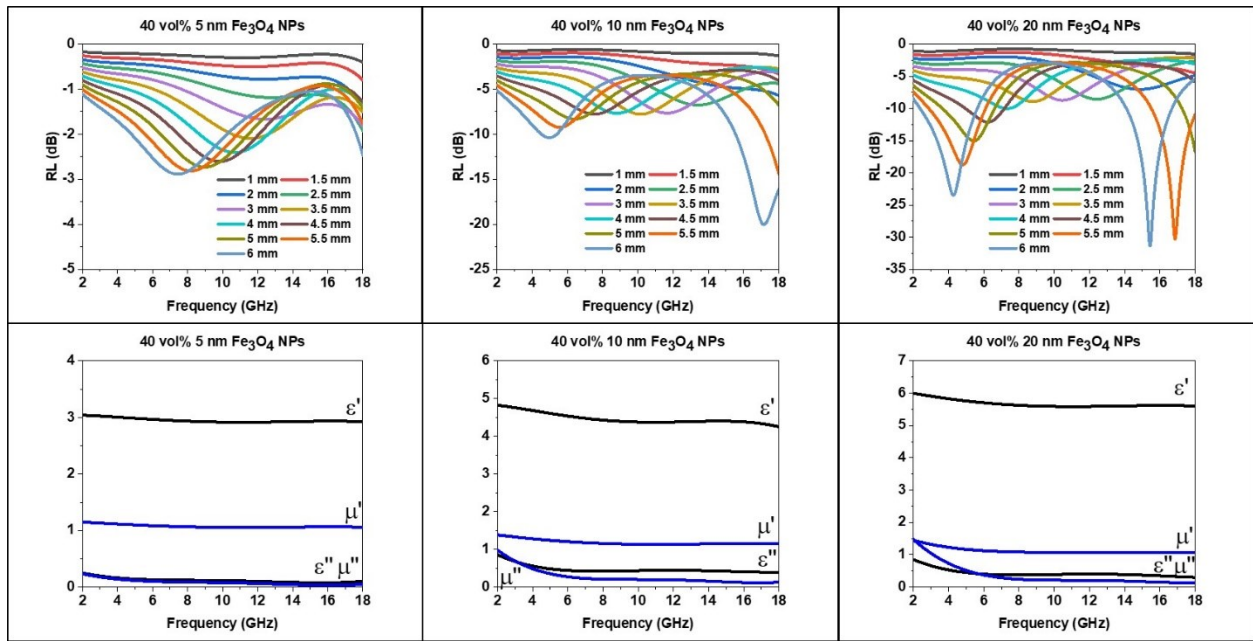 40 vol% 5 nm Fe₃O₄ NPs
0
-1
-2
-3
-4
-5
RL (dB)
1 mm 1.5 mm
2 mm 2.5 mm
3 mm 3.5 mm
4 mm 4.5 mm
5 mm 5.5 mm
6 mm
2 4 6 8 10 12 14 16 18
Frequency (GHz)
40 vol% 10 nm Fe₃O₄ NPs
0
-5
-10
-15
-20
-25
RL (dB)
1 mm 1.5 mm
2 mm 2.5 mm
3 mm 3.5 mm
4 mm 4.5 mm
5 mm 5.5 mm
6 mm
2 4 6 8 10 12 14 16 18
Frequency (GHz)
40 vol% 20 nm Fe₃O₄ NPs
0
-5
-10
-15
-20
-25
-30
-35
RL (dB)
1 mm 1.5 mm
2 mm 2.5 mm
3 mm 3.5 mm
4 mm 4.5 mm
5 mm 5.5 mm
6 mm
2 4 6 8 10 12 14 16 18
Frequency (GHz)
40 vol% 5 nm Fe₃O₄ NPs
4
3
2
1
0
ε'
μ'
ε" μ"
2 4 6 8 10 12 14 16 18
Frequency (GHz)
40 vol% 10 nm Fe₃O₄ NPs
6
5
4
3
2
1
0
ε'
μ'
ε"
μ"
2 4 6 8 10 12 14 16 18
Frequency (GHz)
40 vol% 20 nm Fe₃O₄ NPs
7
6
5
4
3
2
1
0
ε'
μ'
ε" μ"
2 4 6 8 10 12 14 16 18
Frequency (GHz)